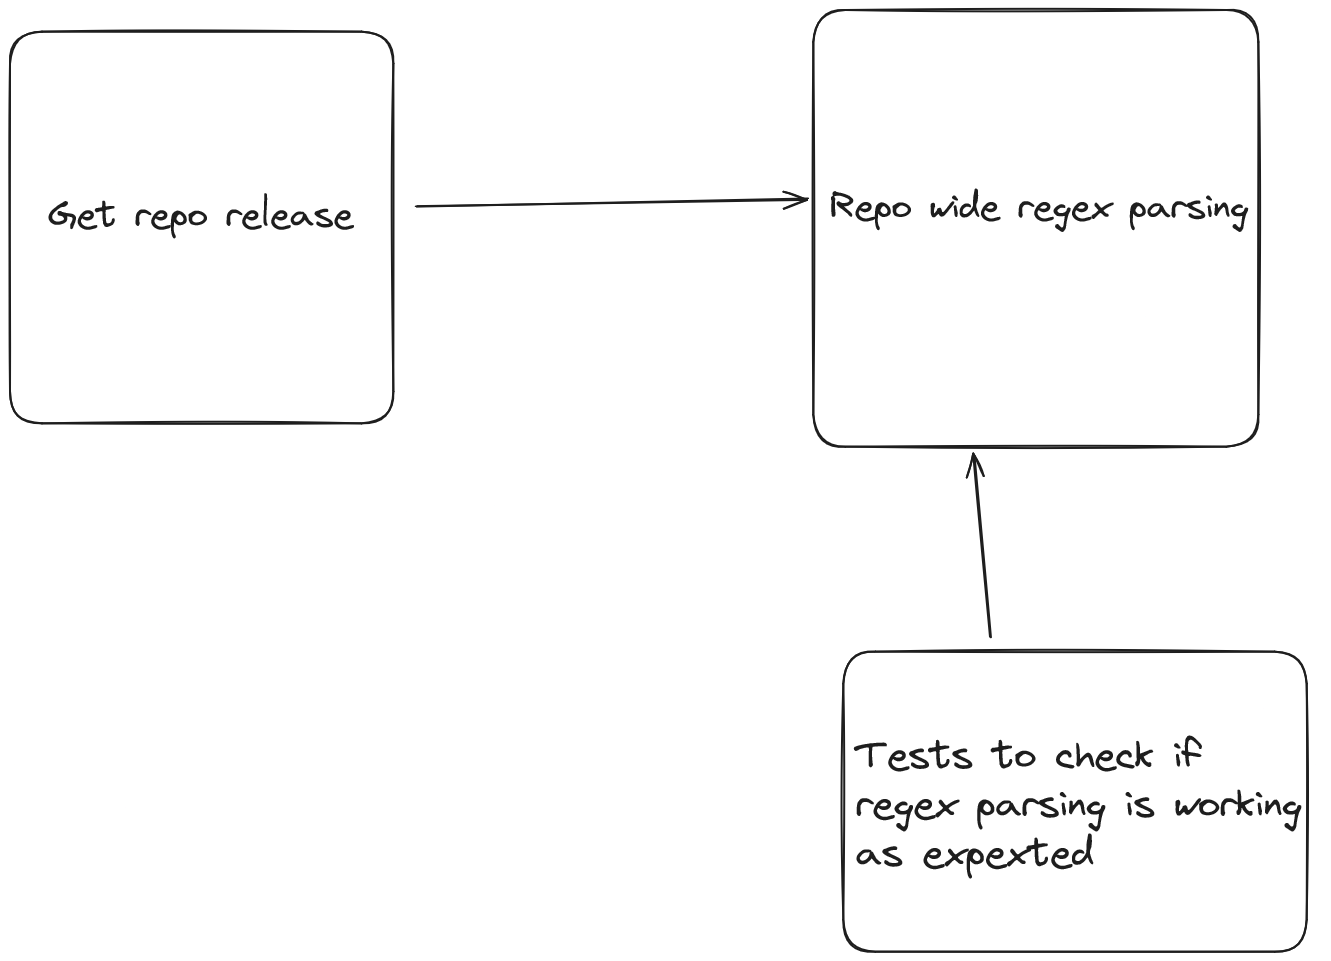 Get repo release
Repo wide regex parsing
Tests to check if
regex parsing is working
as expexted